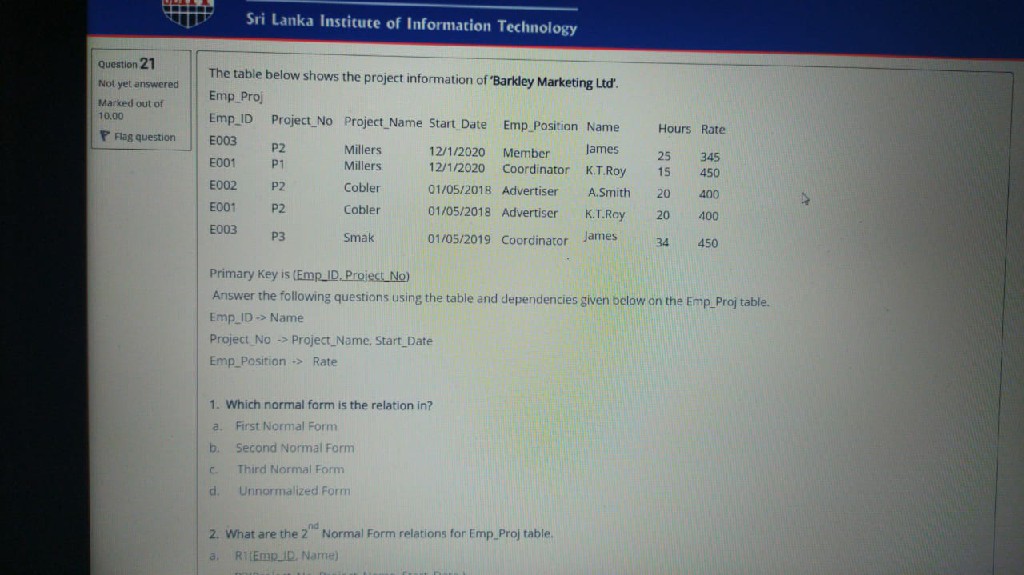 Sri Lanka Institute of Information Technology
Question 21
Not yet answered
Marked out of
10.00
Flag question
The table below shows the project information of 'Barkley Marketing Ltd'.
Emp_Proj
Emp_ID Project_No Project_Name Start_Date Emp_Position Name Hours Rate
E003 P2 Millers 12/1/2020 Member James 25 345
E001 P1 Millers 12/1/2020 Coordinator K.T.Roy 15 450
E002 P2 Cobler 01/05/2018 Advertiser A.Smith 20 400
E001 P2 Cobler 01/05/2018 Advertiser K.T.Roy 20 400
E003 P3 Smak 01/05/2019 Coordinator James 34 450
Primary Key is (Emp_ID, Project_No)
Answer the following questions using the table and dependencies given below on the Emp_Proj table.
Emp_ID -> Name
Project_No -> Project_Name, Start_Date
Emp_Position -> Rate
1. Which normal form is the relation in?
a. First Normal Form
b. Second Normal Form
c. Third Normal Form
d. Unnormalized Form
2. What are the 2nd Normal Form relations for Emp_Proj table.
a. R1(Emp_ID, Name)